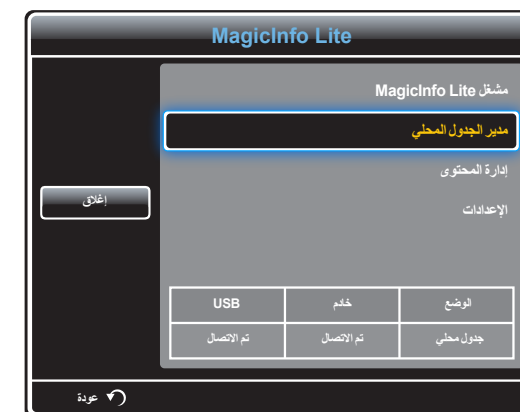 MagicInfo Lite
مشغل MagicInfo Lite
مدير الجدول المحلي
إدارة المحتوى
الإعدادات
إغلاق
الوضع خادم USB
جدول محلي تم الاتصال تم الاتصال
عودة